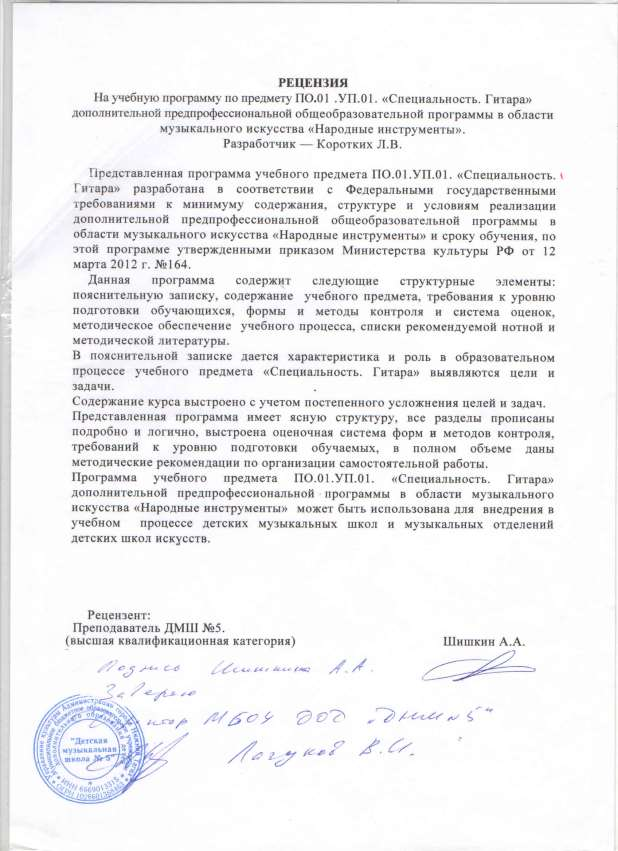 РЕЦЕНЗИЯ
На учебную программу по предмету ПО.01 .УП.01. «Специальность. Гитара»
дополнительной предпрофессиональной общеобразовательной программы в области
музыкального искусства «Народные инструменты».
Разработчик — Коротких Л.В.
Представленная программа учебного предмета ПО.01.УП.01. «Специальность.
Гитара» разработана в соответствии с Федеральными государственными
требованиями к минимуму содержания, структуре и условиям реализации
дополнительной предпрофессиональной общеобразовательной программы в
области музыкального искусства «Народные инструменты» и сроку обучения, по
этой программе утвержденными приказом Министерства культуры РФ от 12
марта 2012 г. №164.
Данная программа содержит следующие структурные элементы:
пояснительную записку, содержание учебного предмета, требования к уровню
подготовки обучающихся, формы и методы контроля и система оценок,
методическое обеспечение учебного процесса, списки рекомендуемой нотной и
методической литературы.
В пояснительной записке дается характеристика и роль в образовательном
процессе учебного предмета «Специальность. Гитара» выявляются цели и
задачи.
Содержание курса выстроено с учетом постепенного усложнения целей и задач.
Представленная программа имеет ясную структуру, все разделы прописаны
подробно и логично, выстроена оценочная система форм и методов контроля,
требований к уровню подготовки обучаемых, в полном объеме даны
методические рекомендации по организации самостоятельной работы.
Программа учебного предмета ПО.01.УП.01. «Специальность. Гитара»
дополнительной предпрофессиональной программы в области музыкального
искусства «Народные инструменты» может быть использована для внедрения в
учебном процессе детских музыкальных школ и музыкальных отделений
детских школ искусств.
Рецензент:
Преподаватель ДМШ №5.
(высшая квалификационная категория) Шишкин А.А.
Подпись Шишкина А.А.
Заверяю
МБОУ ДОД "ДММ №5"
В.И.
"Детская
музыкальная
школа № 5"